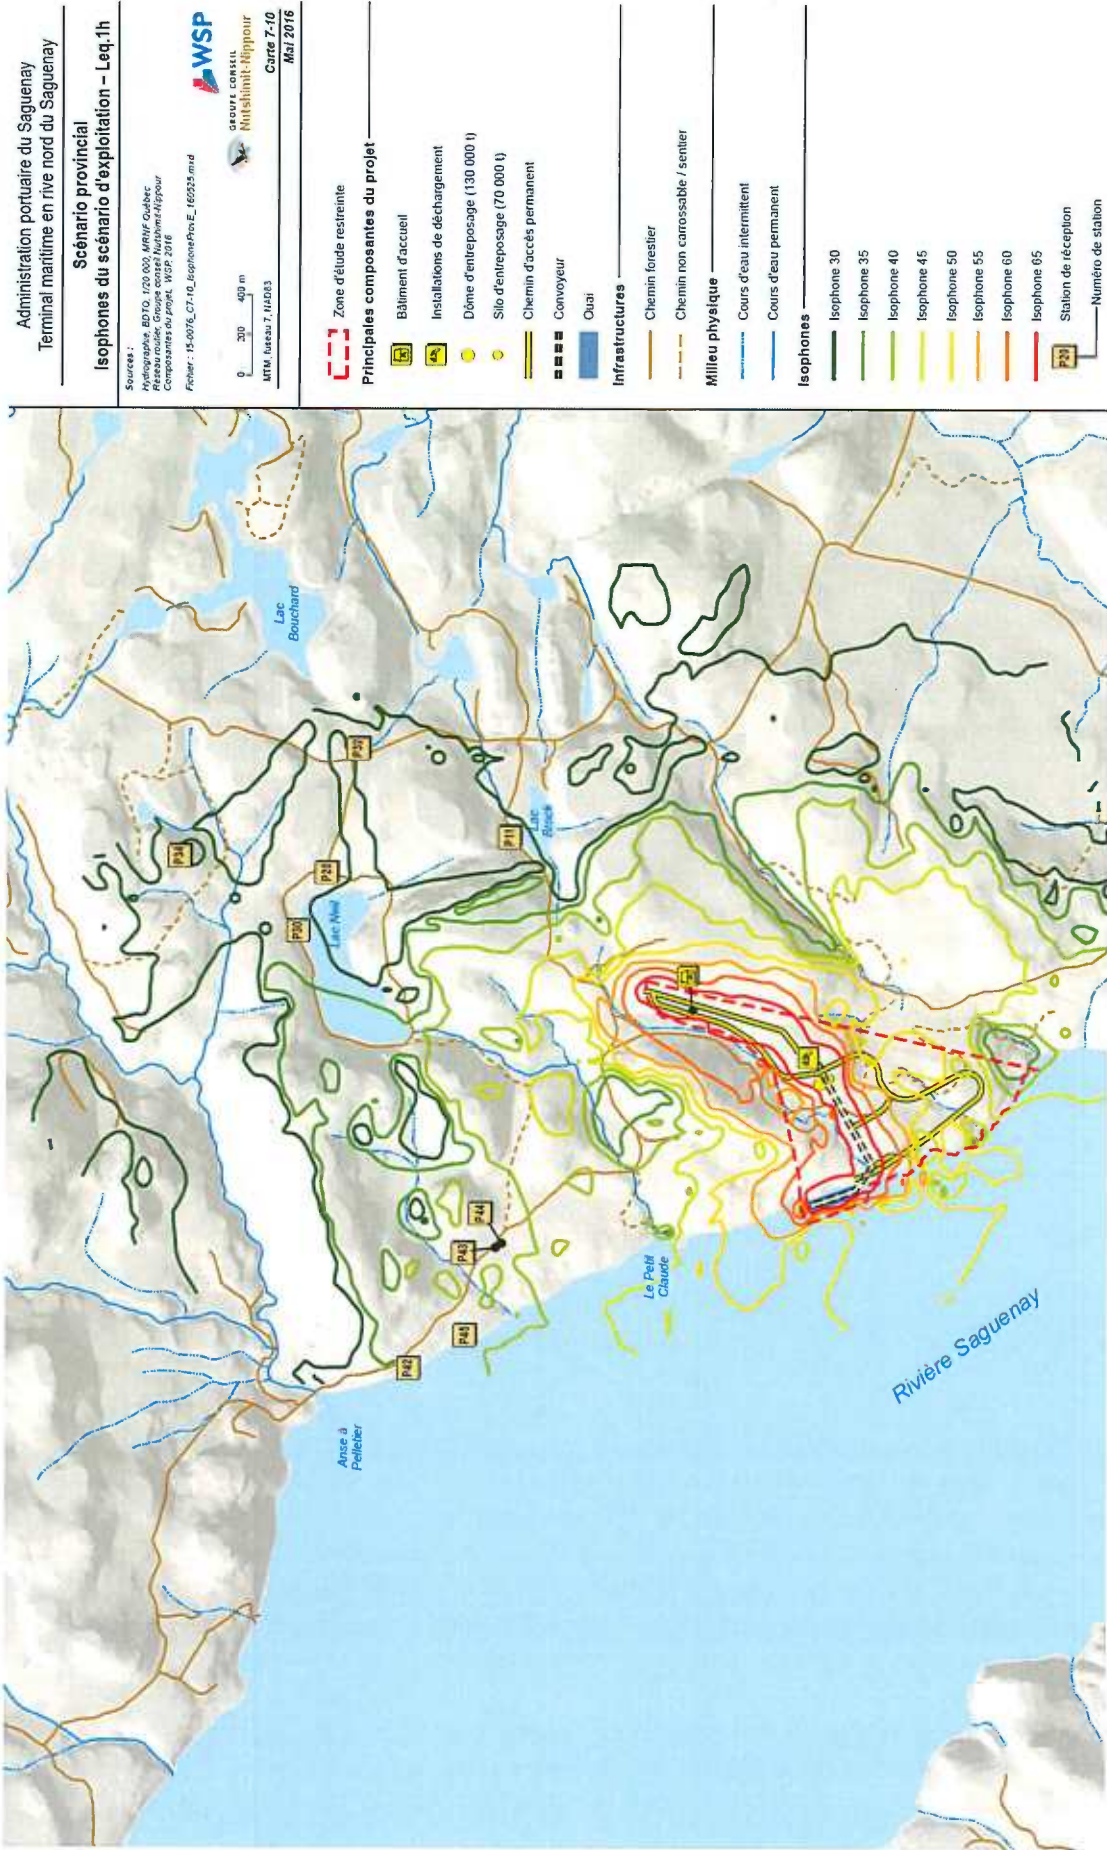 Administration portuaire du Saguenay
Terminal maritime en rive nord du Saguenay
Scénario provincial
Isophones du scénario d'exploitation – Leq,1h
Sources :
Hydrographie, BDTQ, 1/20 000, MRNF Québec
Réseau routier, Groupe conseil Nutshimit-Nippour
Composantes du projet, WSP, 2016
Fichier : 15-0076_C7-10_IsophoneProvE_160525.mxd
0 200 400 m
MTM, fuseau 7, NAD83
WSP
GROUPE CONSEIL
Nutshimit-Nippour
Carte 7-10
Mai 2016
Zone d'étude restreinte
Principales composantes du projet
Bâtiment d'accueil
Installations de déchargement
Dôme d'entreposage (130 000 t)
Silo d'entreposage (70 000 t)
Chemin d'accès permanent
Convoyeur
Quai
Infrastructures
Chemin forestier
Chemin non carrossable / sentier
Milieu physique
Cours d'eau intermittent
Cours d'eau permanent
Isophones
Isophone 30
Isophone 35
Isophone 40
Isophone 45
Isophone 50
Isophone 55
Isophone 60
Isophone 65
P20
Station de réception
Numéro de station
Lac
Bouchard
P11
Lac
Neil
P30
P42
P43
P44
P45
Anse à
Pelletier
Le Petit
Claude
Rivière Saguenay